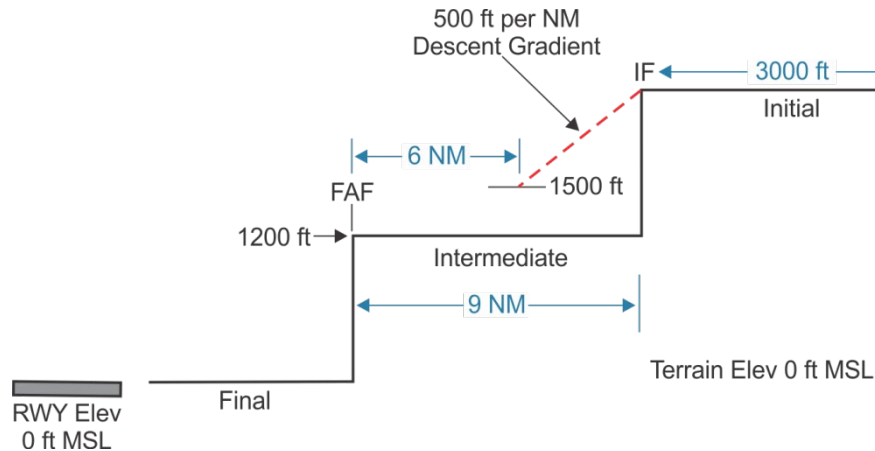 500 ft per NM
Descent Gradient
IF
3000 ft
Initial
6 NM
1500 ft
FAF
1200 ft
Intermediate
9 NM
Terrain Elev 0 ft MSL
Final
RWY Elev
0 ft MSL